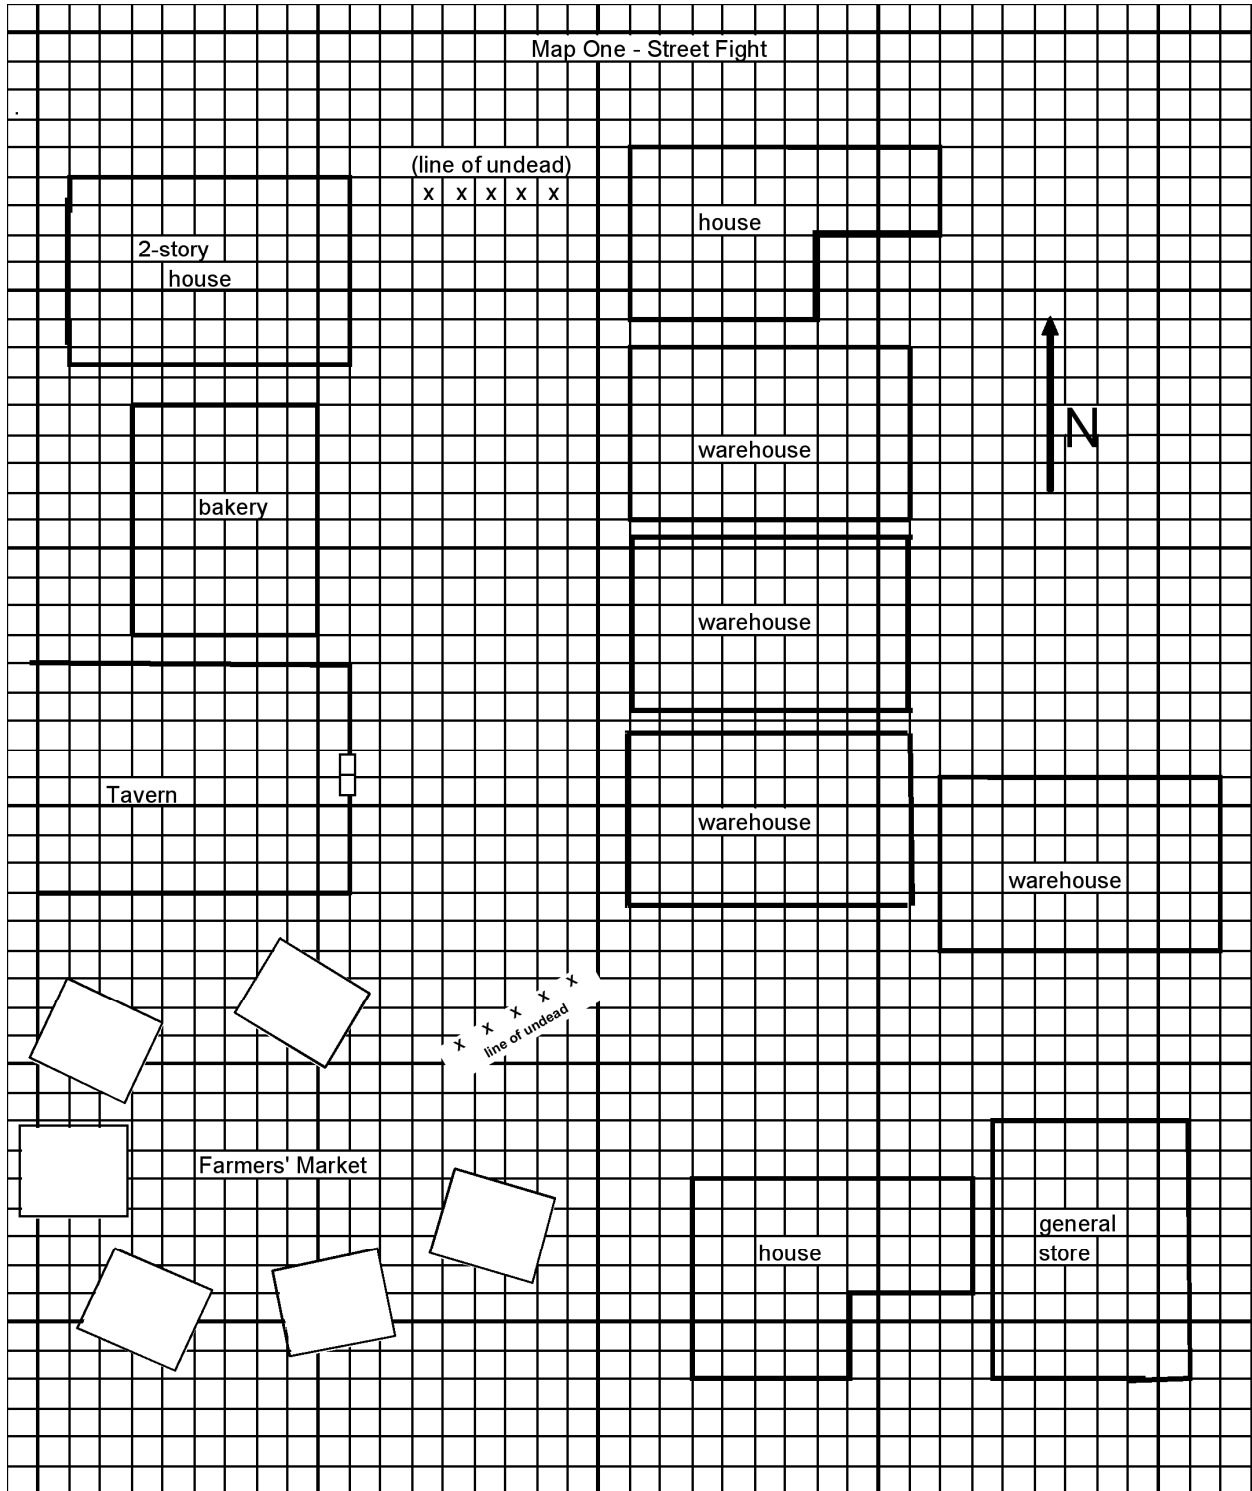 Map One - Street Fight
(line of undead)
x x x x x
house
2-story
house
N
warehouse
bakery
warehouse
Tavern
warehouse
warehouse
x x x x x
line of undead
Farmers' Market
general
store
house